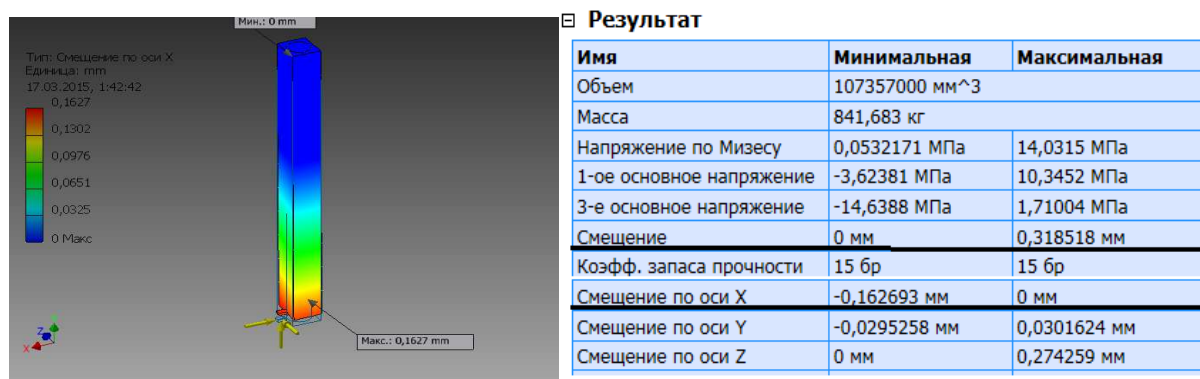 Мин.: 0 mm
Тип: Смещение по оси X
Единица: mm
17.03.2015, 1:42:42
0,1627
0,1302
0,0976
0,0651
0,0325
0 Макс
Макс.: 0,1627 mm
Z
X
Результат
Имя Минимальная Максимальная
Объем 107357000 мм^3
Масса 841,683 кг
Напряжение по Мизесу 0,0532171 МПа 14,0315 МПа
1-ое основное напряжение -3,62381 МПа 10,3452 МПа
3-е основное напряжение -14,6388 МПа 1,71004 МПа
Смещение 0 мм 0,318518 мм
Коэфф. запаса прочности 15 бр 15 бр
Смещение по оси X -0,162693 мм 0 мм
Смещение по оси Y -0,0295258 мм 0,0301624 мм
Смещение по оси Z 0 мм 0,274259 мм